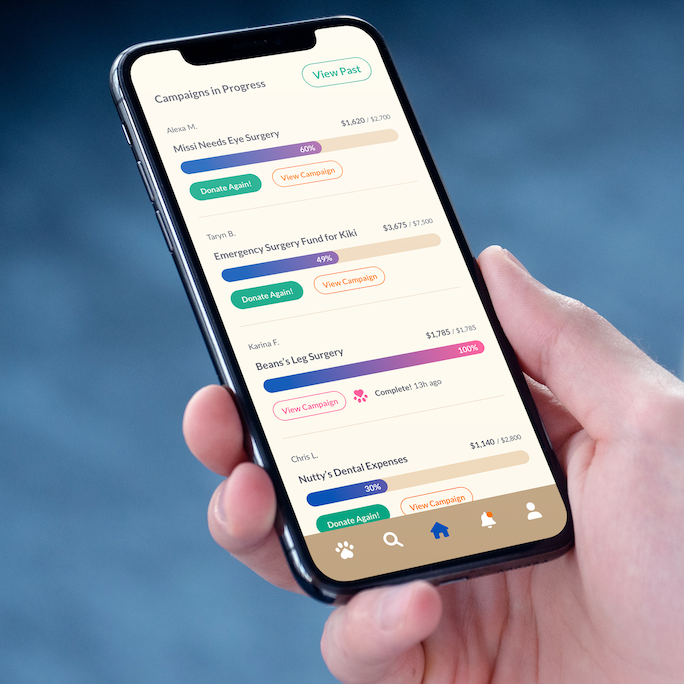 Campaigns in Progress
View Past
Alexa M.
Missi Needs Eye Surgery
$1,620 / $2,700
60%
Donate Again!
View Campaign
Taryn B.
Emergency Surgery Fund for Kiki
$3,675 / $7,500
49%
Donate Again!
View Campaign
Karina F.
Beans's Leg Surgery
$1,785 / $1,785
100%
View Campaign
Complete! 13h ago
Chris L.
Nutty's Dental Expenses
$1,140 / $2,800
30%
Donate Again!
View Campaign